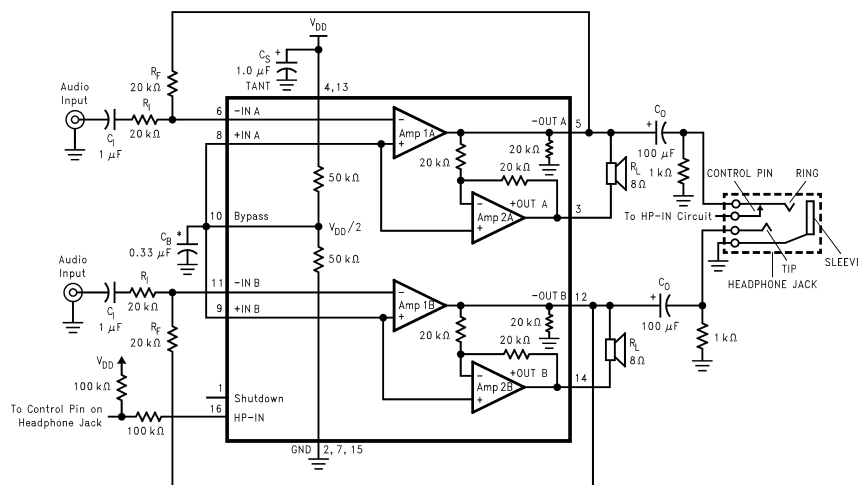 V_DD
C_S +
1.0 μF
TANT
4, 13
R_F
20 kΩ
Audio
Input
C_I
1 μF
R_I
20 kΩ
6
-IN A
8
+IN A
Amp 1A
-
+
-OUT A
5
20 kΩ
20 kΩ
20 kΩ
Amp 2A
-
+
+OUT A
3
R_L
8Ω
C_O
+
100 μF
1 kΩ
CONTROL PIN
RING
To HP-IN Circuit
TIP
SLEEVI
HEADPHONE JACK
50 kΩ
10
Bypass
V_DD/2
C_B *
0.33 μF
50 kΩ
Audio
Input
C_I
1 μF
R_I
20 kΩ
R_F
20 kΩ
11
-IN B
9
+IN B
Amp 1B
-
+
-OUT B
12
20 kΩ
20 kΩ
20 kΩ
Amp 2B
-
+
+OUT B
14
R_L
8Ω
C_O
+
100 μF
1 kΩ
V_DD
100 kΩ
To Control Pin on
Headphone Jack
100 kΩ
1
Shutdown
16
HP-IN
GND
2, 7, 15